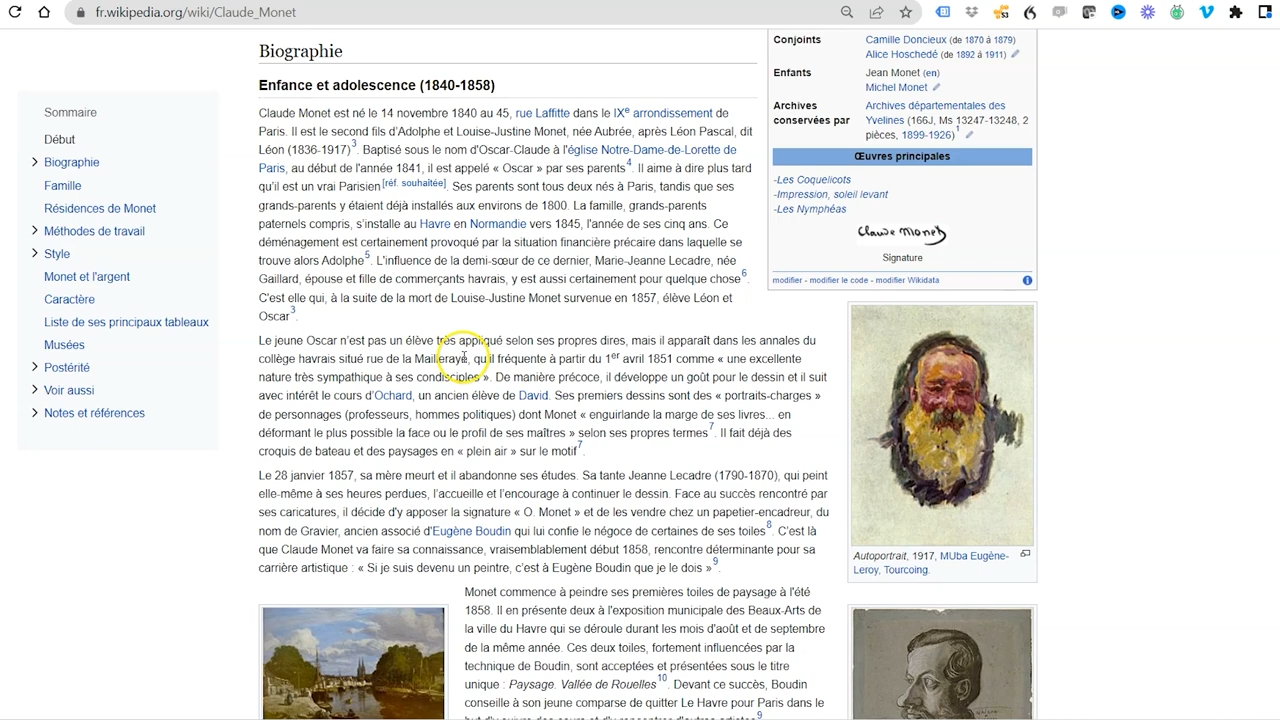 fr.wikipedia.org/wiki/Claude_Monet
Sommaire
Début
Biographie
Famille
Résidences de Monet
Méthodes de travail
Style
Monet et l'argent
Caractère
Liste de ses principaux tableaux
Musées
Postérité
Voir aussi
Notes et références
Biographie
Enfance et adolescence (1840-1858)
Claude Monet est né le 14 novembre 1840 au 45, rue Laffitte dans le IXe arrondissement de
Paris. Il est le second fils d'Adolphe et Louise-Justine Monet, née Aubrée, après Léon Pascal, dit
Léon (1836-1917)3. Baptisé sous le nom d'Oscar-Claude à l'église Notre-Dame-de-Lorette de
Paris, au début de l'année 1841, il est appelé « Oscar » par ses parents4. Il aime à dire plus tard
qu'il est un vrai Parisien[réf. souhaitée]. Ses parents sont tous deux nés à Paris, tandis que ses
grands-parents y étaient déjà installés aux environs de 1800. La famille, grands-parents
paternels compris, s'installe au Havre en Normandie vers 1845, l'année de ses cinq ans. Ce
déménagement est certainement provoqué par la situation financière précaire dans laquelle se
trouve alors Adolphe5. L'influence de la demi-sœur de ce dernier, Marie-Jeanne Lecadre, née
Gaillard, épouse et fille de commerçants havrais, y est aussi certainement pour quelque chose6.
C'est elle qui, à la suite de la mort de Louise-Justine Monet survenue en 1857, élève Léon et
Oscar3.
Le jeune Oscar n'est pas un élève très appliqué selon ses propres dires, mais il apparaît dans les annales du
collège havrais situé rue de la Mailleraye, qu'il fréquente à partir du 1er avril 1851 comme « une excellente
nature très sympathique à ses condisciples ». De manière précoce, il développe un goût pour le dessin et il suit
avec intérêt le cours d'Ochard, un ancien élève de David. Ses premiers dessins sont des « portraits-charges »
de personnages (professeurs, hommes politiques) dont Monet « enguirlande la marge de ses livres... en
déformant le plus possible la face ou le profil de ses maîtres » selon ses propres termes7. Il fait déjà des
croquis de bateau et des paysages en « plein air » sur le motif7.
Le 28 janvier 1857, sa mère meurt et il abandonne ses études. Sa tante Jeanne Lecadre (1790-1870), qui peint
elle-même à ses heures perdues, l'accueille et l'encourage à continuer le dessin. Face au succès rencontré par
ses caricatures, il décide d'y apposer la signature « O. Monet » et de les vendre chez un papetier-encadreur, du
nom de Gravier, ancien associé d'Eugène Boudin qui lui confie le négoce de certaines de ses toiles8. C'est là
que Claude Monet va faire sa connaissance, vraisemblablement début 1858, rencontre déterminante pour sa
carrière artistique : « Si je suis devenu un peintre, c'est à Eugène Boudin que je le dois »9.
Monet commence à peindre ses premières toiles de paysage à l'été
1858. Il en présente deux à l'exposition municipale des Beaux-Arts de
la ville du Havre qui se déroule durant les mois d'août et de septembre
de la même année. Ces deux toiles, fortement influencées par la
technique de Boudin, sont acceptées et présentées sous le titre
unique : Paysage. Vallée de Rouelles10. Devant ce succès, Boudin
conseille à son jeune comparse de quitter Le Havre pour Paris dans le
but d'y suivre des cours et d'y rencontrer d'autres artistes9.
Conjoints
Camille Doncieux (de 1870 à 1879)
Alice Hoschedé (de 1892 à 1911)
Enfants
Jean Monet (en)
Michel Monet
Archives conservées par
Archives départementales des
Yvelines (166J, Ms 13247-13248, 2
pièces, 1899-1926)1
Œuvres principales
-Les Coquelicots
-Impression, soleil levant
-Les Nymphéas
Claude Monet
Signature
modifier - modifier le code - modifier Wikidata
Autoportrait, 1917, MUba Eugène-
Leroy, Tourcoing.